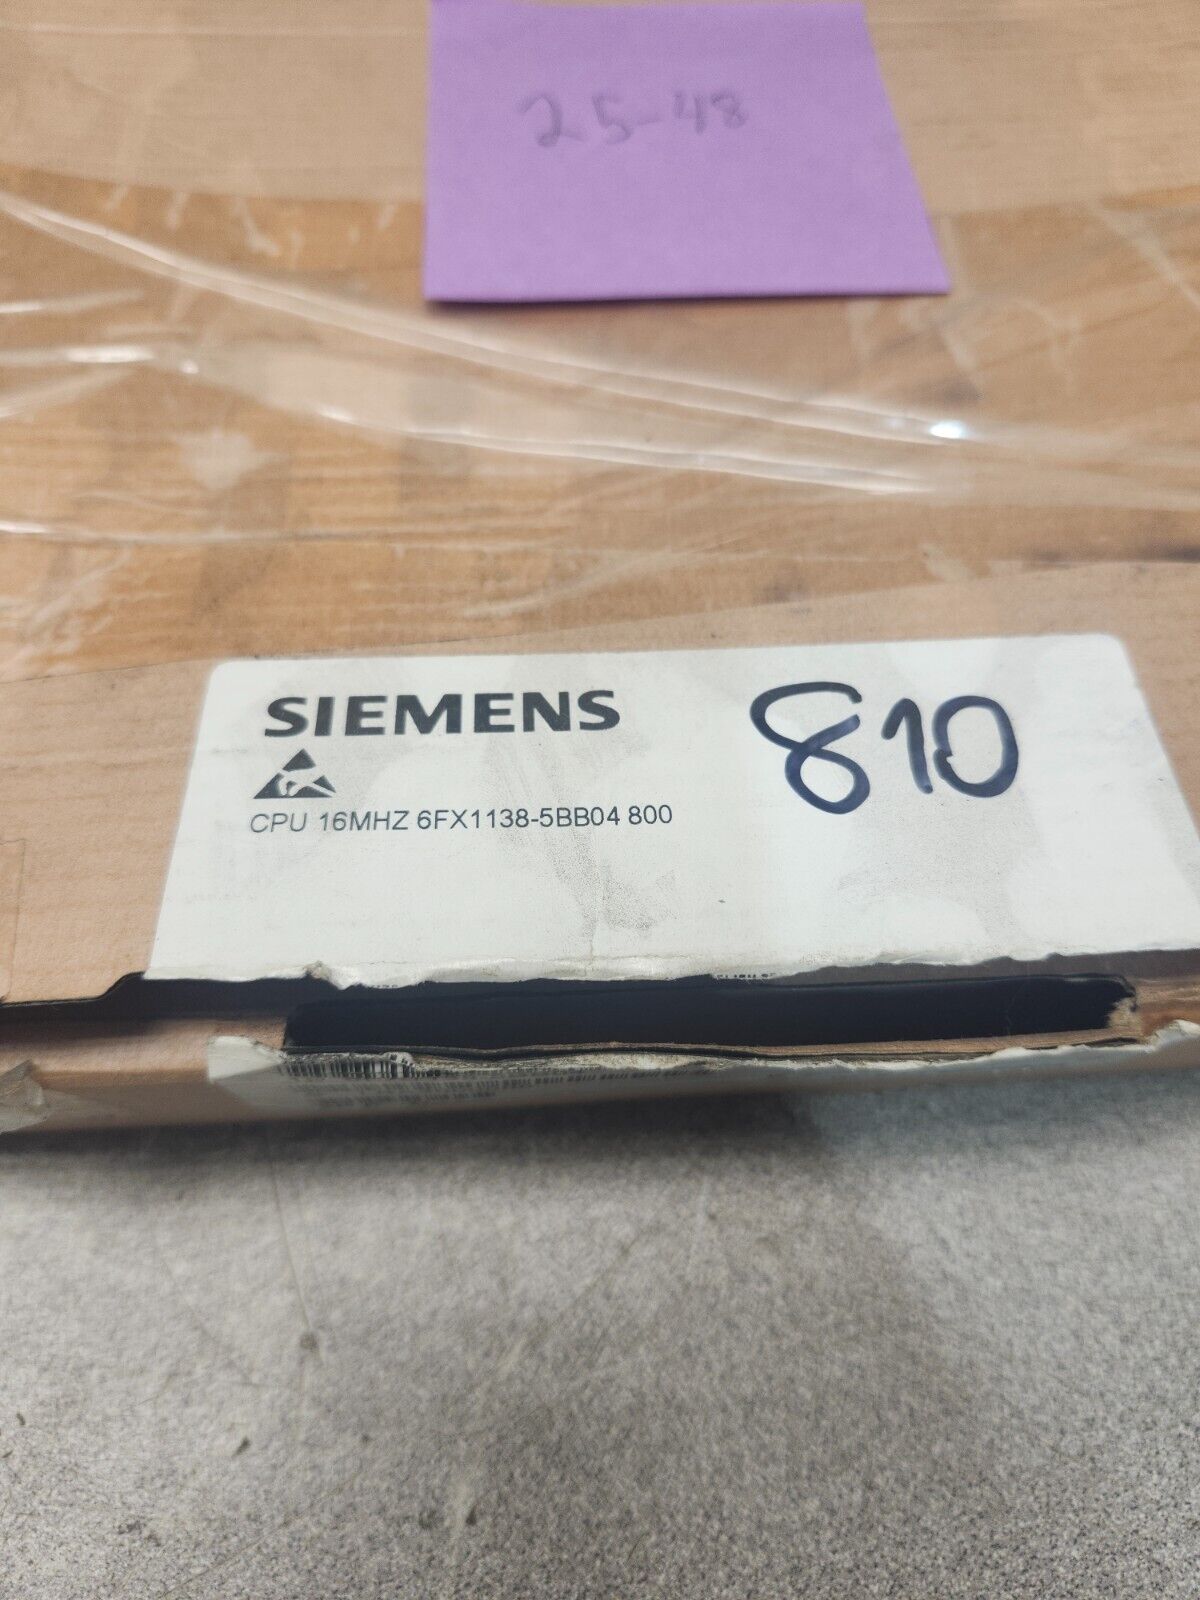 25-48
SIEMENS
810
CPU 16MHZ 6FX1138-5BB04 800